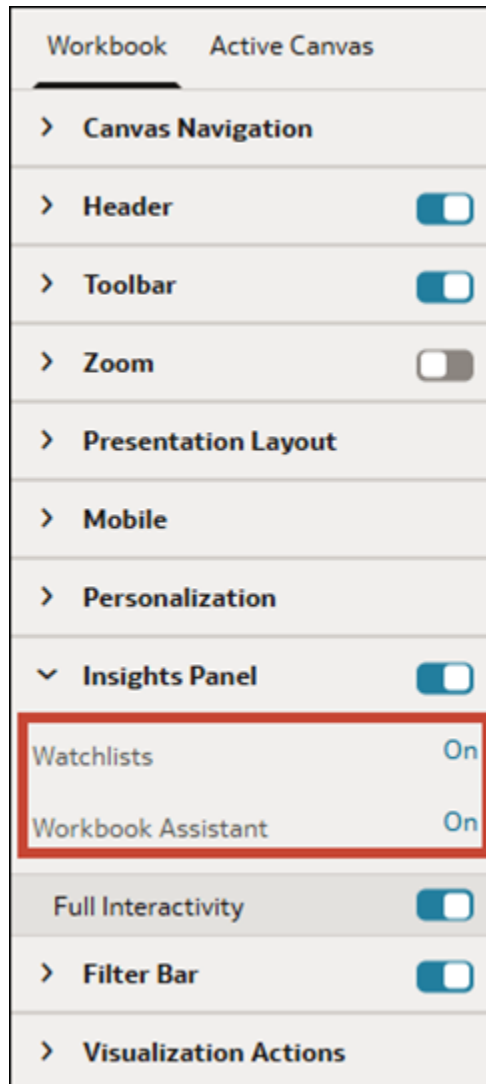 Workbook Active Canvas
Canvas Navigation
Header
Toolbar
Zoom
Presentation Layout
Mobile
Personalization
Insights Panel
Watchlists On
Workbook Assistant On
Full Interactivity
Filter Bar
Visualization Actions